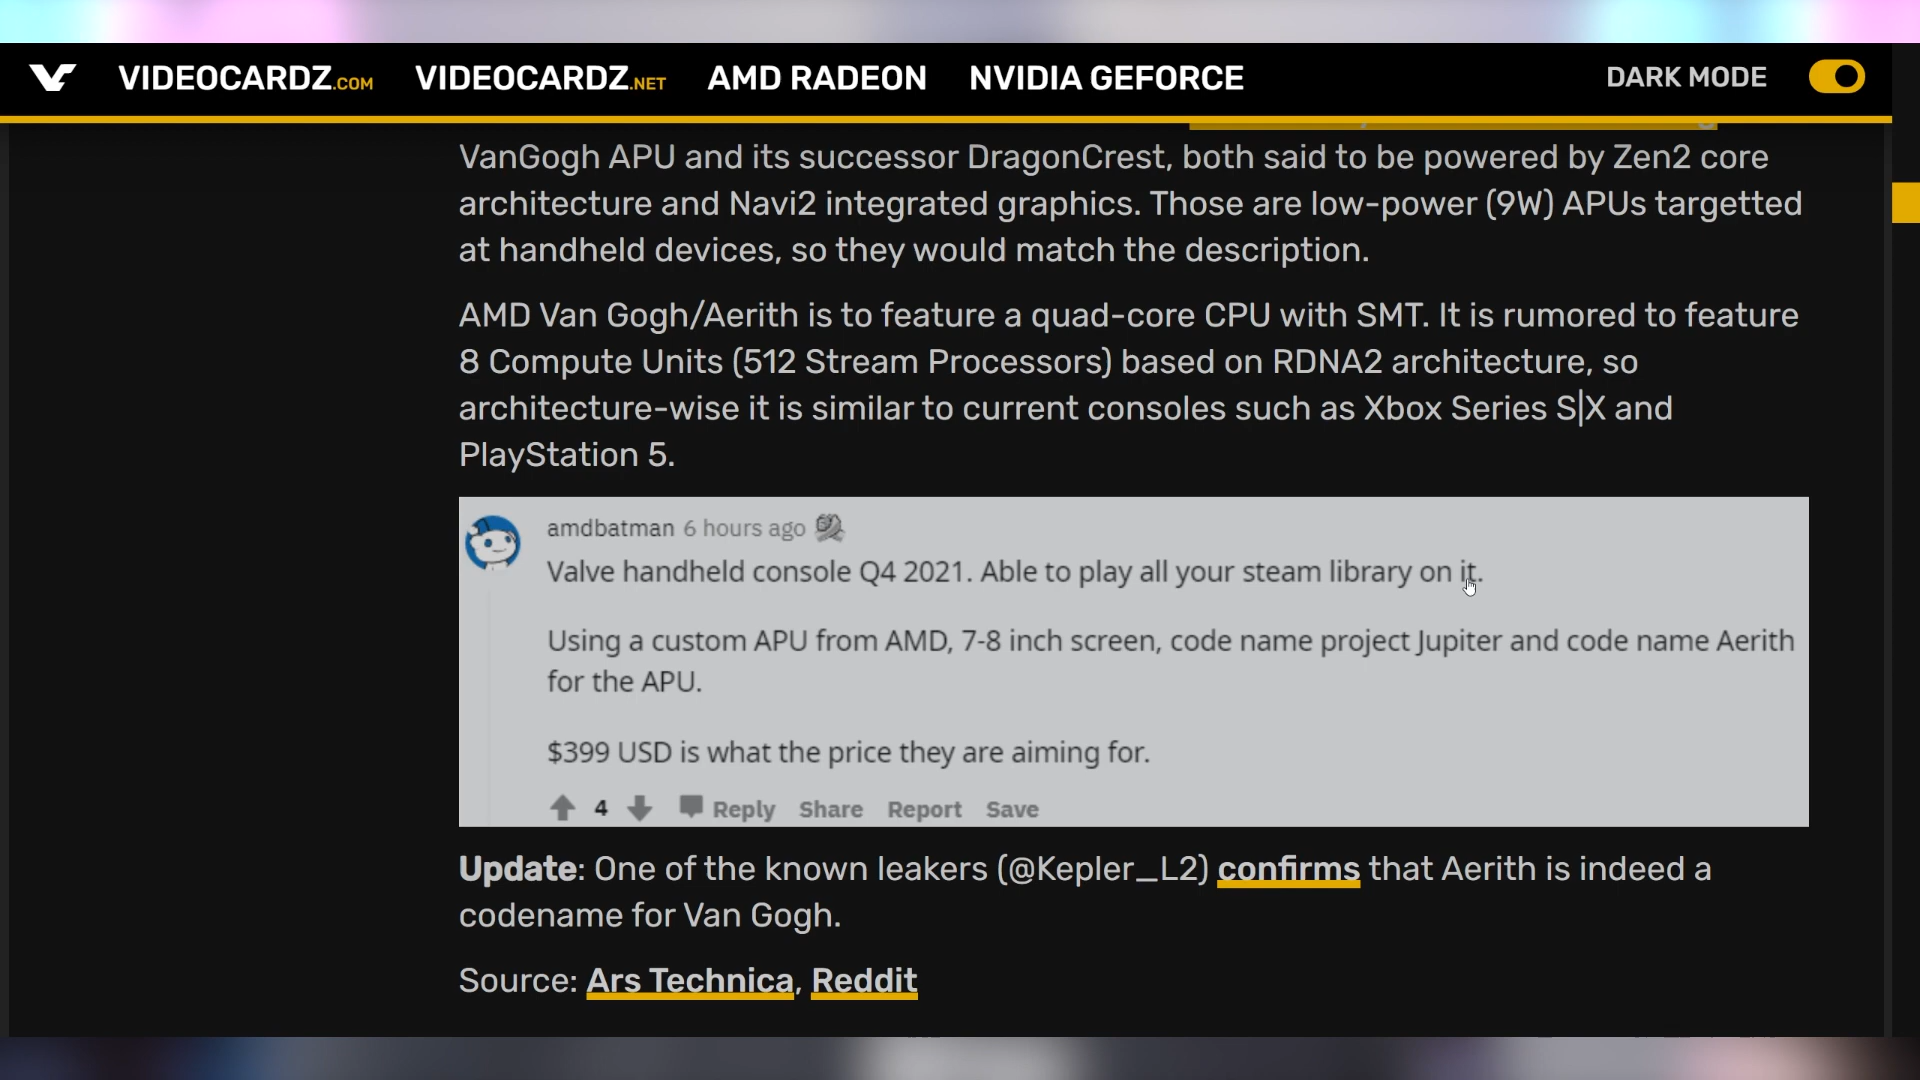 VIDEOCARDZ.COM VIDEOCARDZ.NET AMD RADEON NVIDIA GEFORCE DARK MODE
VanGogh APU and its successor DragonCrest, both said to be powered by Zen2 core
architecture and Navi2 integrated graphics. Those are low-power (9W) APUs targetted
at handheld devices, so they would match the description.
AMD Van Gogh/Aerith is to feature a quad-core CPU with SMT. It is rumored to feature
8 Compute Units (512 Stream Processors) based on RDNA2 architecture, so
architecture-wise it is similar to current consoles such as Xbox Series S|X and
PlayStation 5.
amdbatman 6 hours ago
Valve handheld console Q4 2021. Able to play all your steam library on it.
Using a custom APU from AMD, 7-8 inch screen, code name project Jupiter and code name Aerith
for the APU.
$399 USD is what the price they are aiming for.
4 Reply Share Report Save
Update: One of the known leakers (@Kepler_L2) confirms that Aerith is indeed a
codename for Van Gogh.
Source: Ars Technica, Reddit